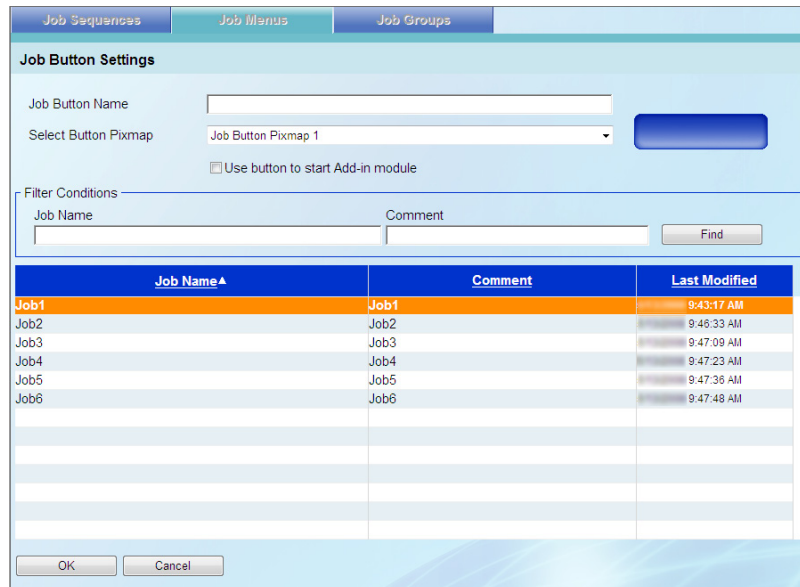 Job Sequences Job Menus Job Groups
Job Button Settings
Job Button Name
Select Button Pixmap Job Button Pixmap 1
Use button to start Add-in module
Filter Conditions
Job Name Comment
Find
Job Name▲ Comment Last Modified
Job1 Job1 9:43:17 AM
Job2 Job2 9:46:33 AM
Job3 Job3 9:47:09 AM
Job4 Job4 9:47:23 AM
Job5 Job5 9:47:36 AM
Job6 Job6 9:47:48 AM
OK Cancel